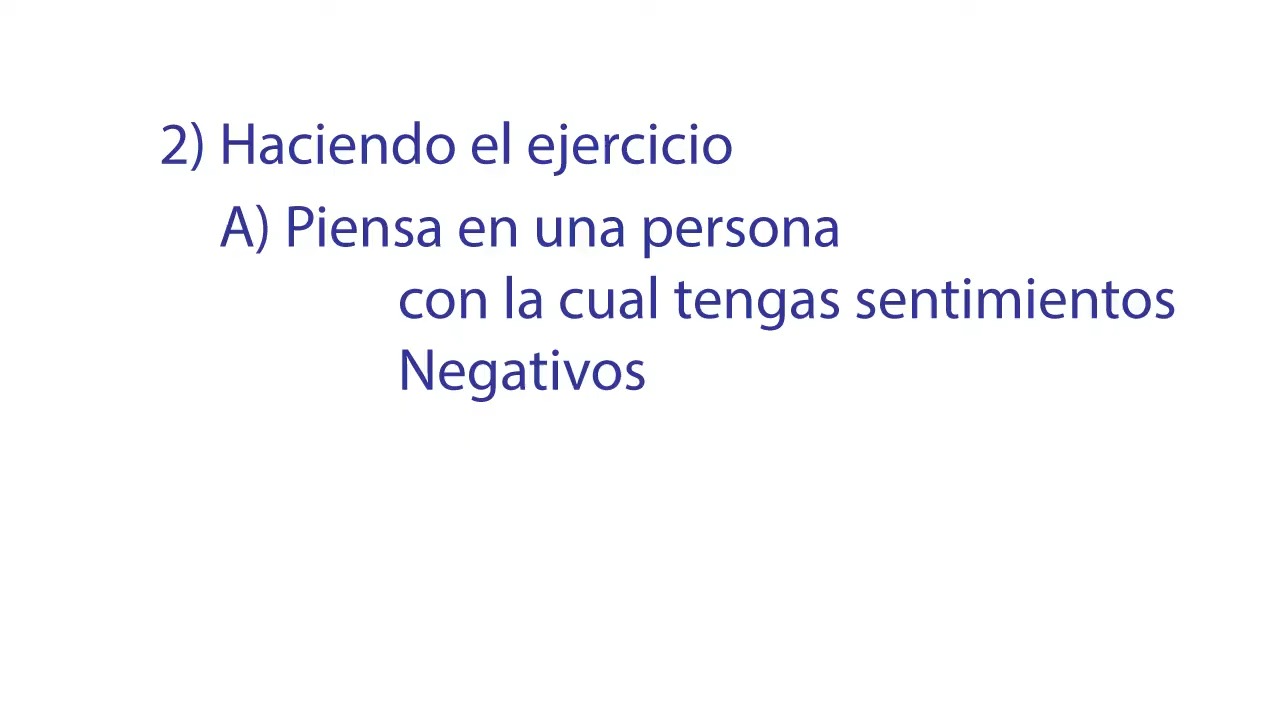 2) Haciendo el ejercicio
A) Piensa en una persona
con la cual tengas sentimientos
Negativos